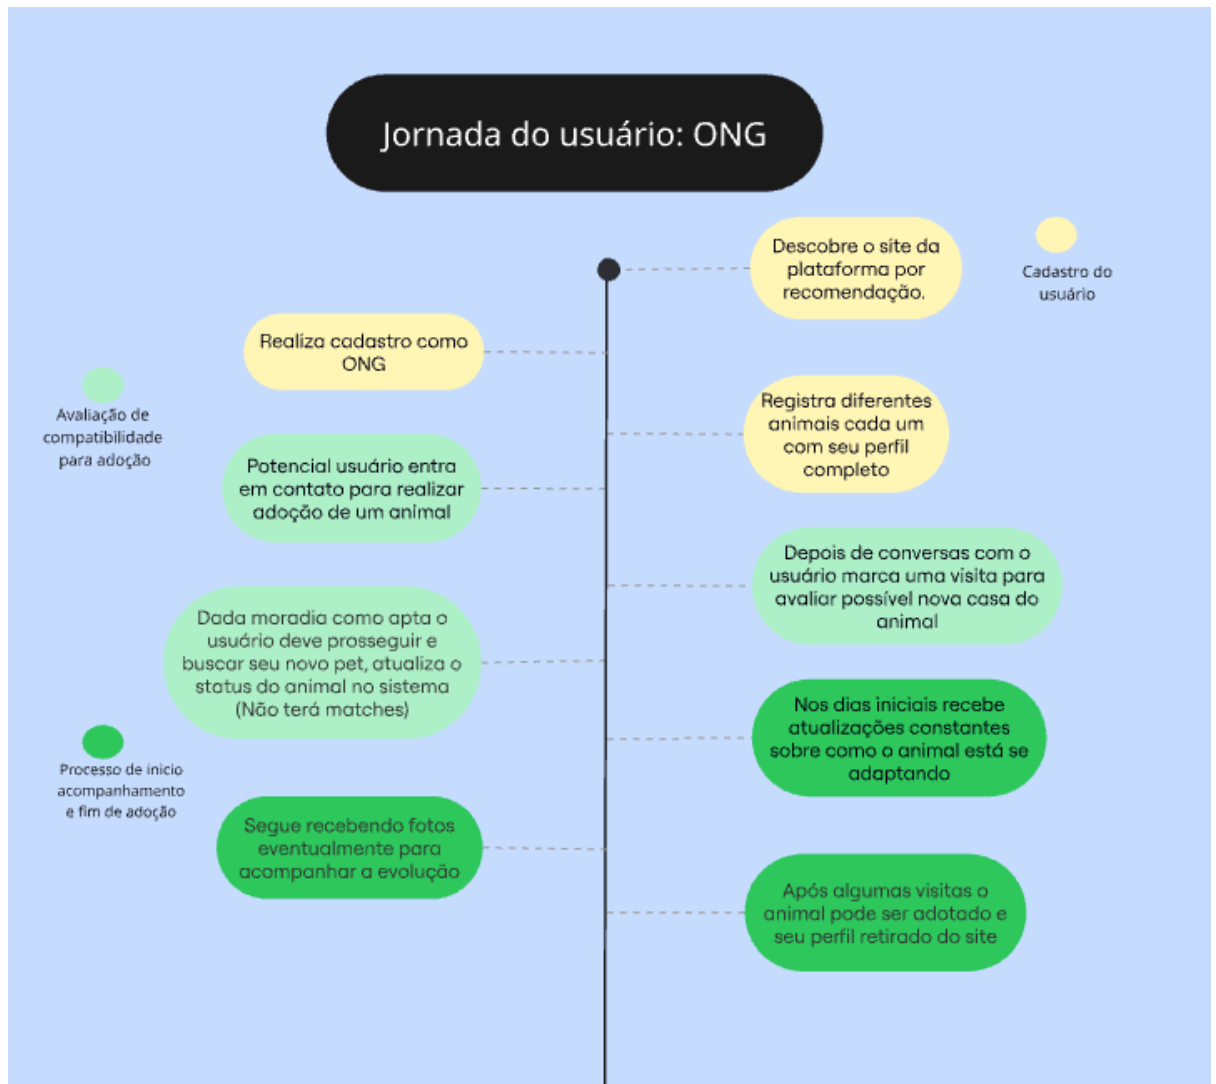 Jornada do usuário: ONG
Descobre o site da
plataforma por
recomendação.
Cadastro do
usuário
Realiza cadastro como
ONG
Avaliação de
compatibilidade
para adoção
Registra diferentes
animais cada um
com seu perfil
completo
Potencial usuário entra
em contato para realizar
adoção de um animal
Depois de conversas com o
usuário marca uma visita para
avaliar possível nova casa do
animal
Dada moradia como apta o
usuário deve prosseguir e
buscar seu novo pet, atualiza o
status do animal no sistema
(Não terá matches)
Nos dias iniciais recebe
atualizações constantes
sobre como o animal está se
adaptando
Processo de inicio
acompanhamento
e fim de adoção
Segue recebendo fotos
eventualmente para
acompanhar a evolução
Após algumas visitas o
animal pode ser adotado e
seu perfil retirado do site